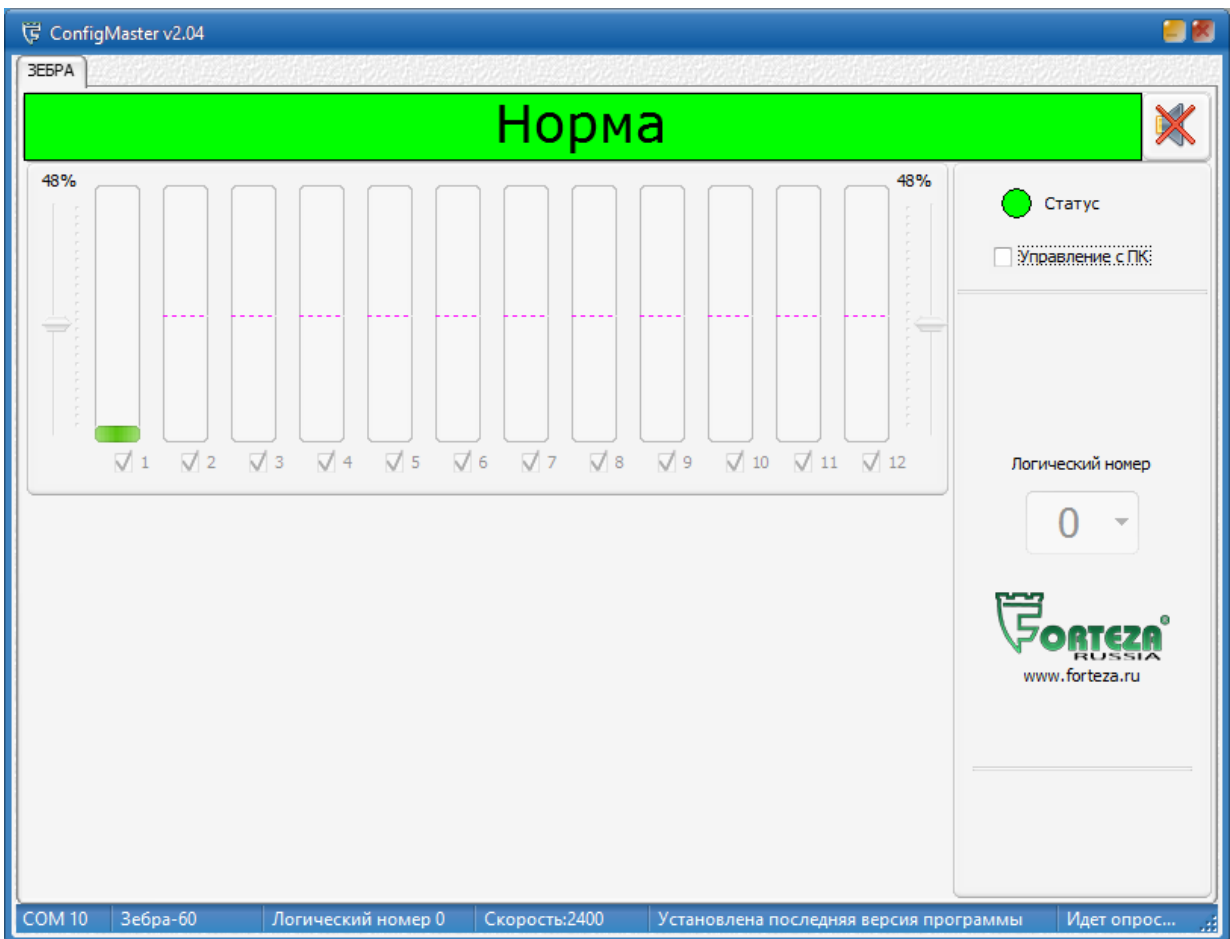 ConfigMaster v2.04
ЗЕБРА
Норма
48%
48%
1 2 3 4 5 6 7 8 9 10 11 12
Статус
Управление с ПК
Логический номер
0
FORTEZA®
RUSSIA
www.forteza.ru
COM 10 Зебра-60 Логический номер 0 Скорость:2400 Установлена последняя версия программы Идет опрос...